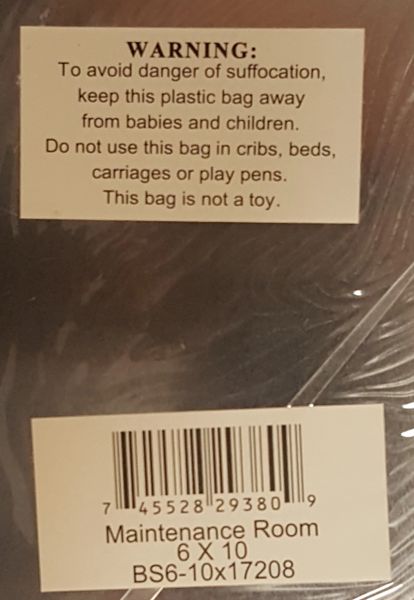 WARNING:
To avoid danger of suffocation,
keep this plastic bag away
from babies and children.
Do not use this bag in cribs, beds,
carriages or play pens.
This bag is not a toy.
7 45528 29380 9
Maintenance Room
6 X 10
BS6-10x17208